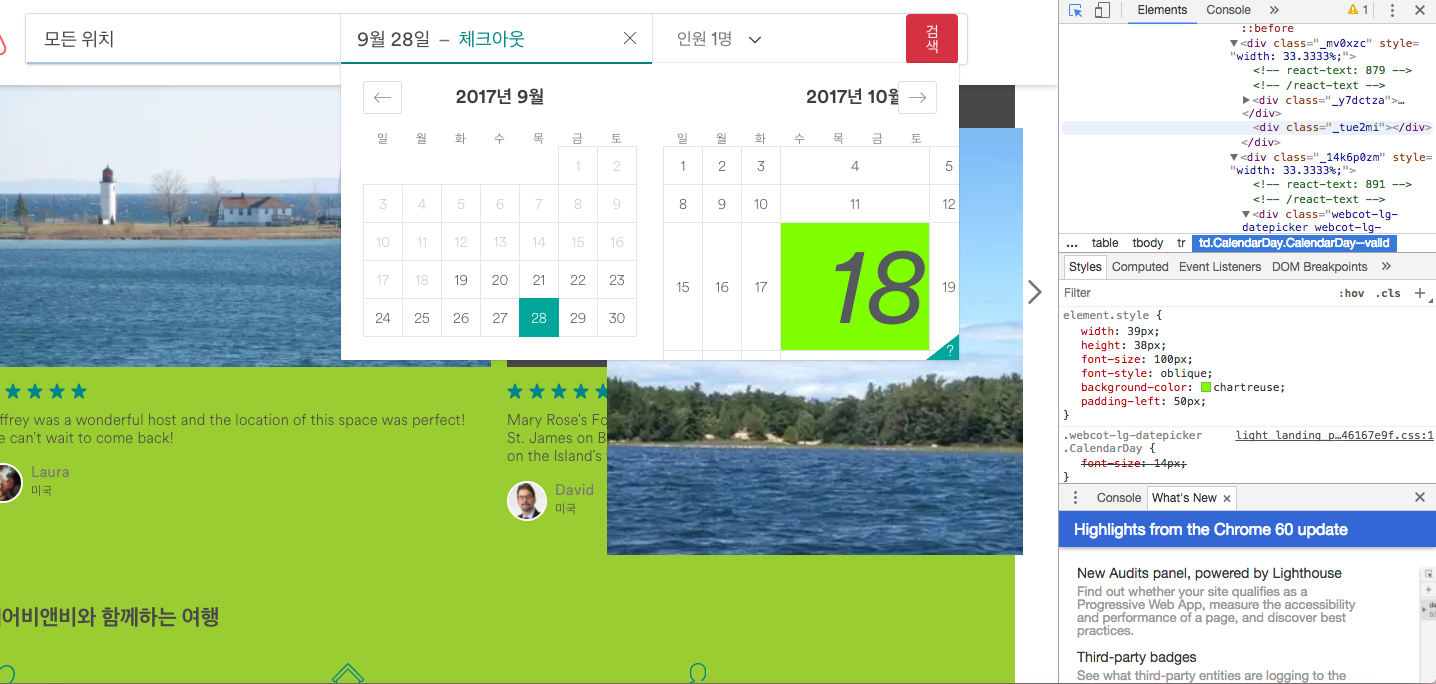 모든 위치
9월 28일 – 체크아웃
인원 1명
검
색
2017년 9월
일 월 화 수 목 금 토
1 2
3 4 5 6 7 8 9
10 11 12 13 14 15 16
17 18 19 20 21 22 23
24 25 26 27 28 29 30
2017년 10월
일 월 화 수 목 금 토
1 2 3 4 5
8 9 10 11 12
15 16 17 18 19
?
ffrey was a wonderful host and the location of this space was perfect!
e can't wait to come back!
Laura
미국
Mary Rose's Fo
St. James on B
on the Island's
David
미국
어비앤비와 함께하는 여행
Elements Console » 1
::before
▼<div class="_mv0xzc" style=
"width: 33.3333%;">
<!-- react-text: 879 -->
<!-- /react-text -->
▶<div class="_y7dctza">…
</div>
<div class="_tue2mi"></div>
</div>
▼<div class="_14k6p0zm" style=
"width: 33.3333%;">
<!-- react-text: 891 -->
<!-- /react-text -->
▼<div class="webcot-lg-
datepicker webcot-lg-
... table tbody tr td.CalendarDay.CalendarDay--valid
Styles Computed Event Listeners DOM Breakpoints »
Filter :hov .cls +
element.style {
width: 39px;
height: 38px;
font-size: 100px;
font-style: oblique;
background-color: chartreuse;
padding-left: 50px;
}
.webcot-lg-datepicker light_landing_p…46167e9f.css:1
.CalendarDay {
font-size: 14px;
}
Console What's New ×
Highlights from the Chrome 60 update
New Audits panel, powered by Lighthouse
Find out whether your site qualifies as a
Progressive Web App, measure the accessibility
and performance of a page, and discover best
practices.
Third-party badges
See what third-party entities are logging to the